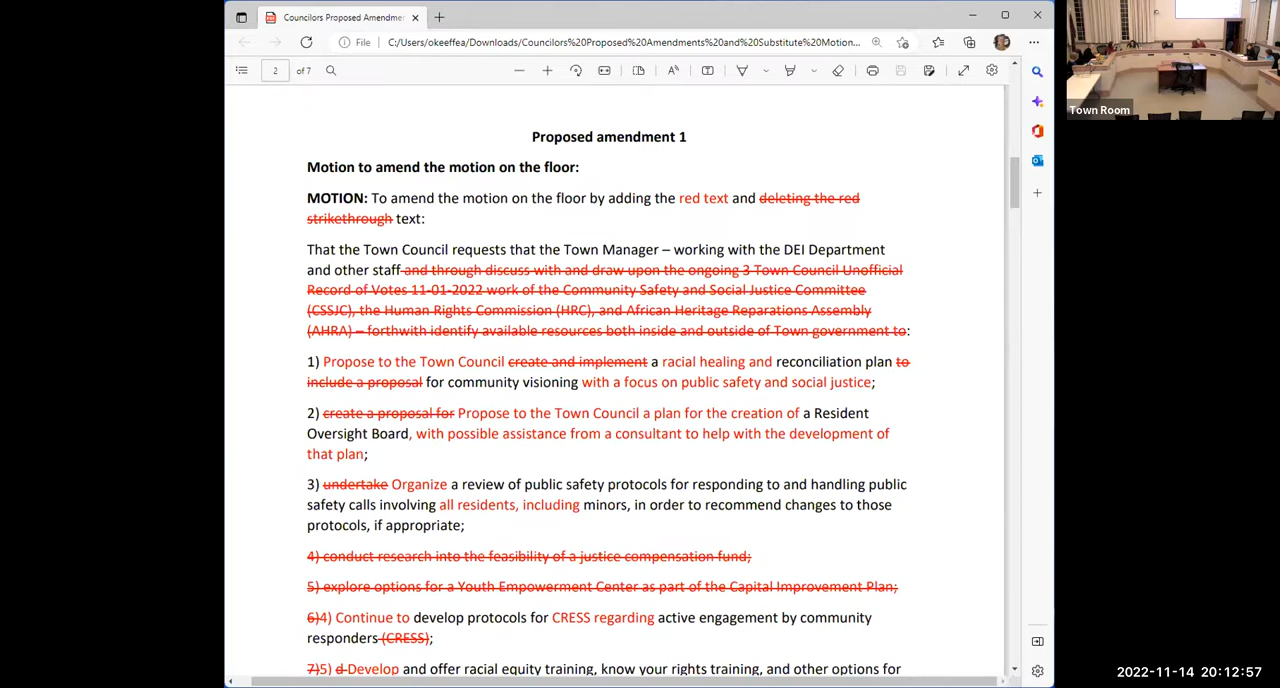 Councilors Proposed Amendme
File
C:/Users/okeeffea/Downloads/Councilors%20Proposed%20Amendments%20and%20Substitute%20Motion...
2 of 7
Town Room
Proposed amendment 1
Motion to amend the motion on the floor:
MOTION: To amend the motion on the floor by adding the red text and deleting the red
strikethrough text:
That the Town Council requests that the Town Manager – working with the DEI Department
and other staff and through discuss with and draw upon the ongoing 3 Town Council Unofficial
Record of Votes 11-01-2022 work of the Community Safety and Social Justice Committee
(CSSJC), the Human Rights Commission (HRC), and African Heritage Reparations Assembly
(AHRA) – forthwith identify available resources both inside and outside of Town government to:
1) Propose to the Town Council create and implement a racial healing and reconciliation plan to
include a proposal for community visioning with a focus on public safety and social justice;
2) create a proposal for Propose to the Town Council a plan for the creation of a Resident
Oversight Board, with possible assistance from a consultant to help with the development of
that plan;
3) undertake Organize a review of public safety protocols for responding to and handling public
safety calls involving all residents, including minors, in order to recommend changes to those
protocols, if appropriate;
4) conduct research into the feasibility of a justice compensation fund;
5) explore options for a Youth Empowerment Center as part of the Capital Improvement Plan;
6)4) Continue to develop protocols for CRESS regarding active engagement by community
responders (CRESS);
7)5) d Develop and offer racial equity training, know your rights training, and other options for
2022-11-14 20:12:57